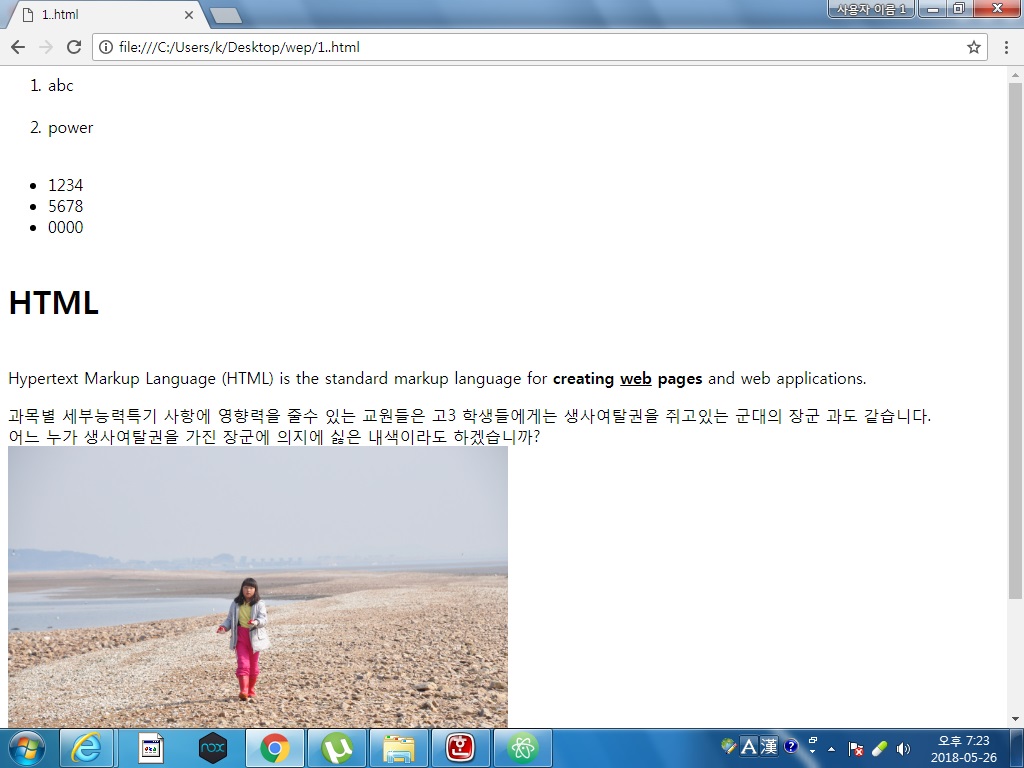 1..html
사용자 이름 1
file:///C:/Users/k/Desktop/wep/1..html
1. abc
2. power
1234
5678
0000
HTML
Hypertext Markup Language (HTML) is the standard markup language for creating web pages and web applications.
과목별 세부능력특기 사항에 영향력을 줄수 있는 교원들은 고3 학생들에게는 생사여탈권을 쥐고있는 군대의 장군 과도 같습니다.
어느 누가 생사여탈권을 가진 장군에 의지에 싫은 내색이라도 하겠습니까?
nox
A 漢
오후 7:23
2018-05-26